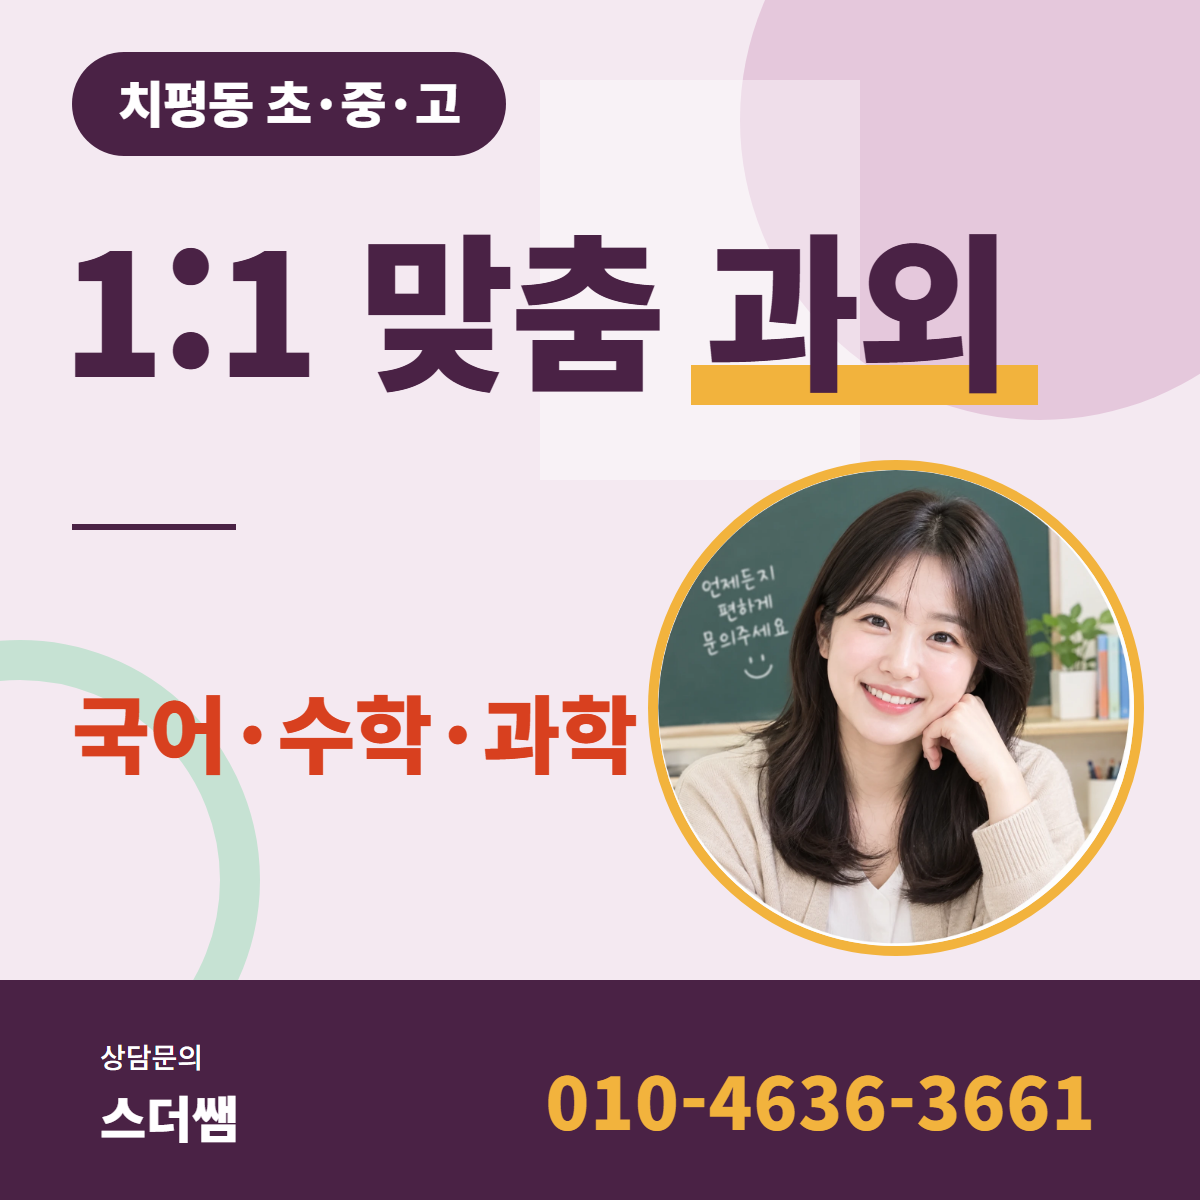 치평동 초·중·고
1:1 맞춤 과외
언제든지
편하게
문의주세요
국어·수학·과학
상담문의
스더쌤
010-4636-3661